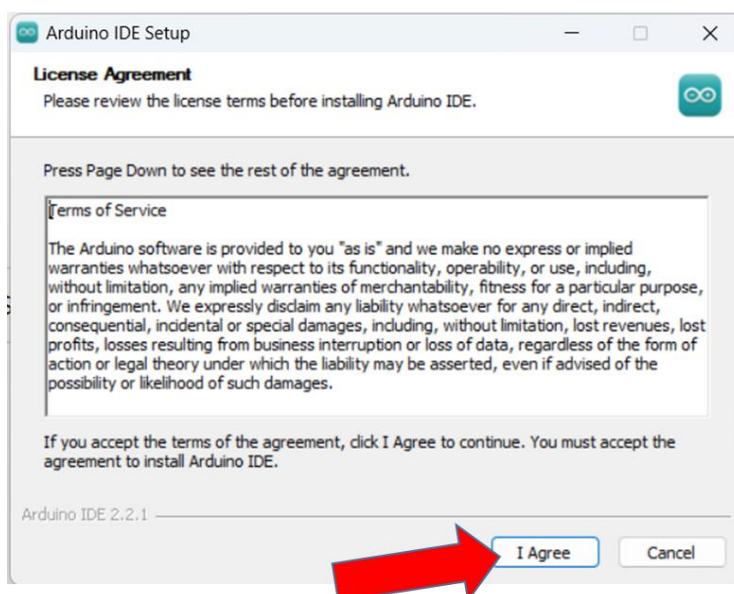 Arduino IDE Setup
License Agreement
Please review the license terms before installing Arduino IDE.
Press Page Down to see the rest of the agreement.
Terms of Service
The Arduino software is provided to you "as is" and we make no express or implied
warranties whatsoever with respect to its functionality, operability, or use, including,
without limitation, any implied warranties of merchantability, fitness for a particular purpose,
or infringement. We expressly disclaim any liability whatsoever for any direct, indirect,
consequential, incidental or special damages, including, without limitation, lost revenues, lost
profits, losses resulting from business interruption or loss of data, regardless of the form of
action or legal theory under which the liability may be asserted, even if advised of the
possibility or likelihood of such damages.
If you accept the terms of the agreement, click I Agree to continue. You must accept the
agreement to install Arduino IDE.
Arduino IDE 2.2.1
I Agree Cancel